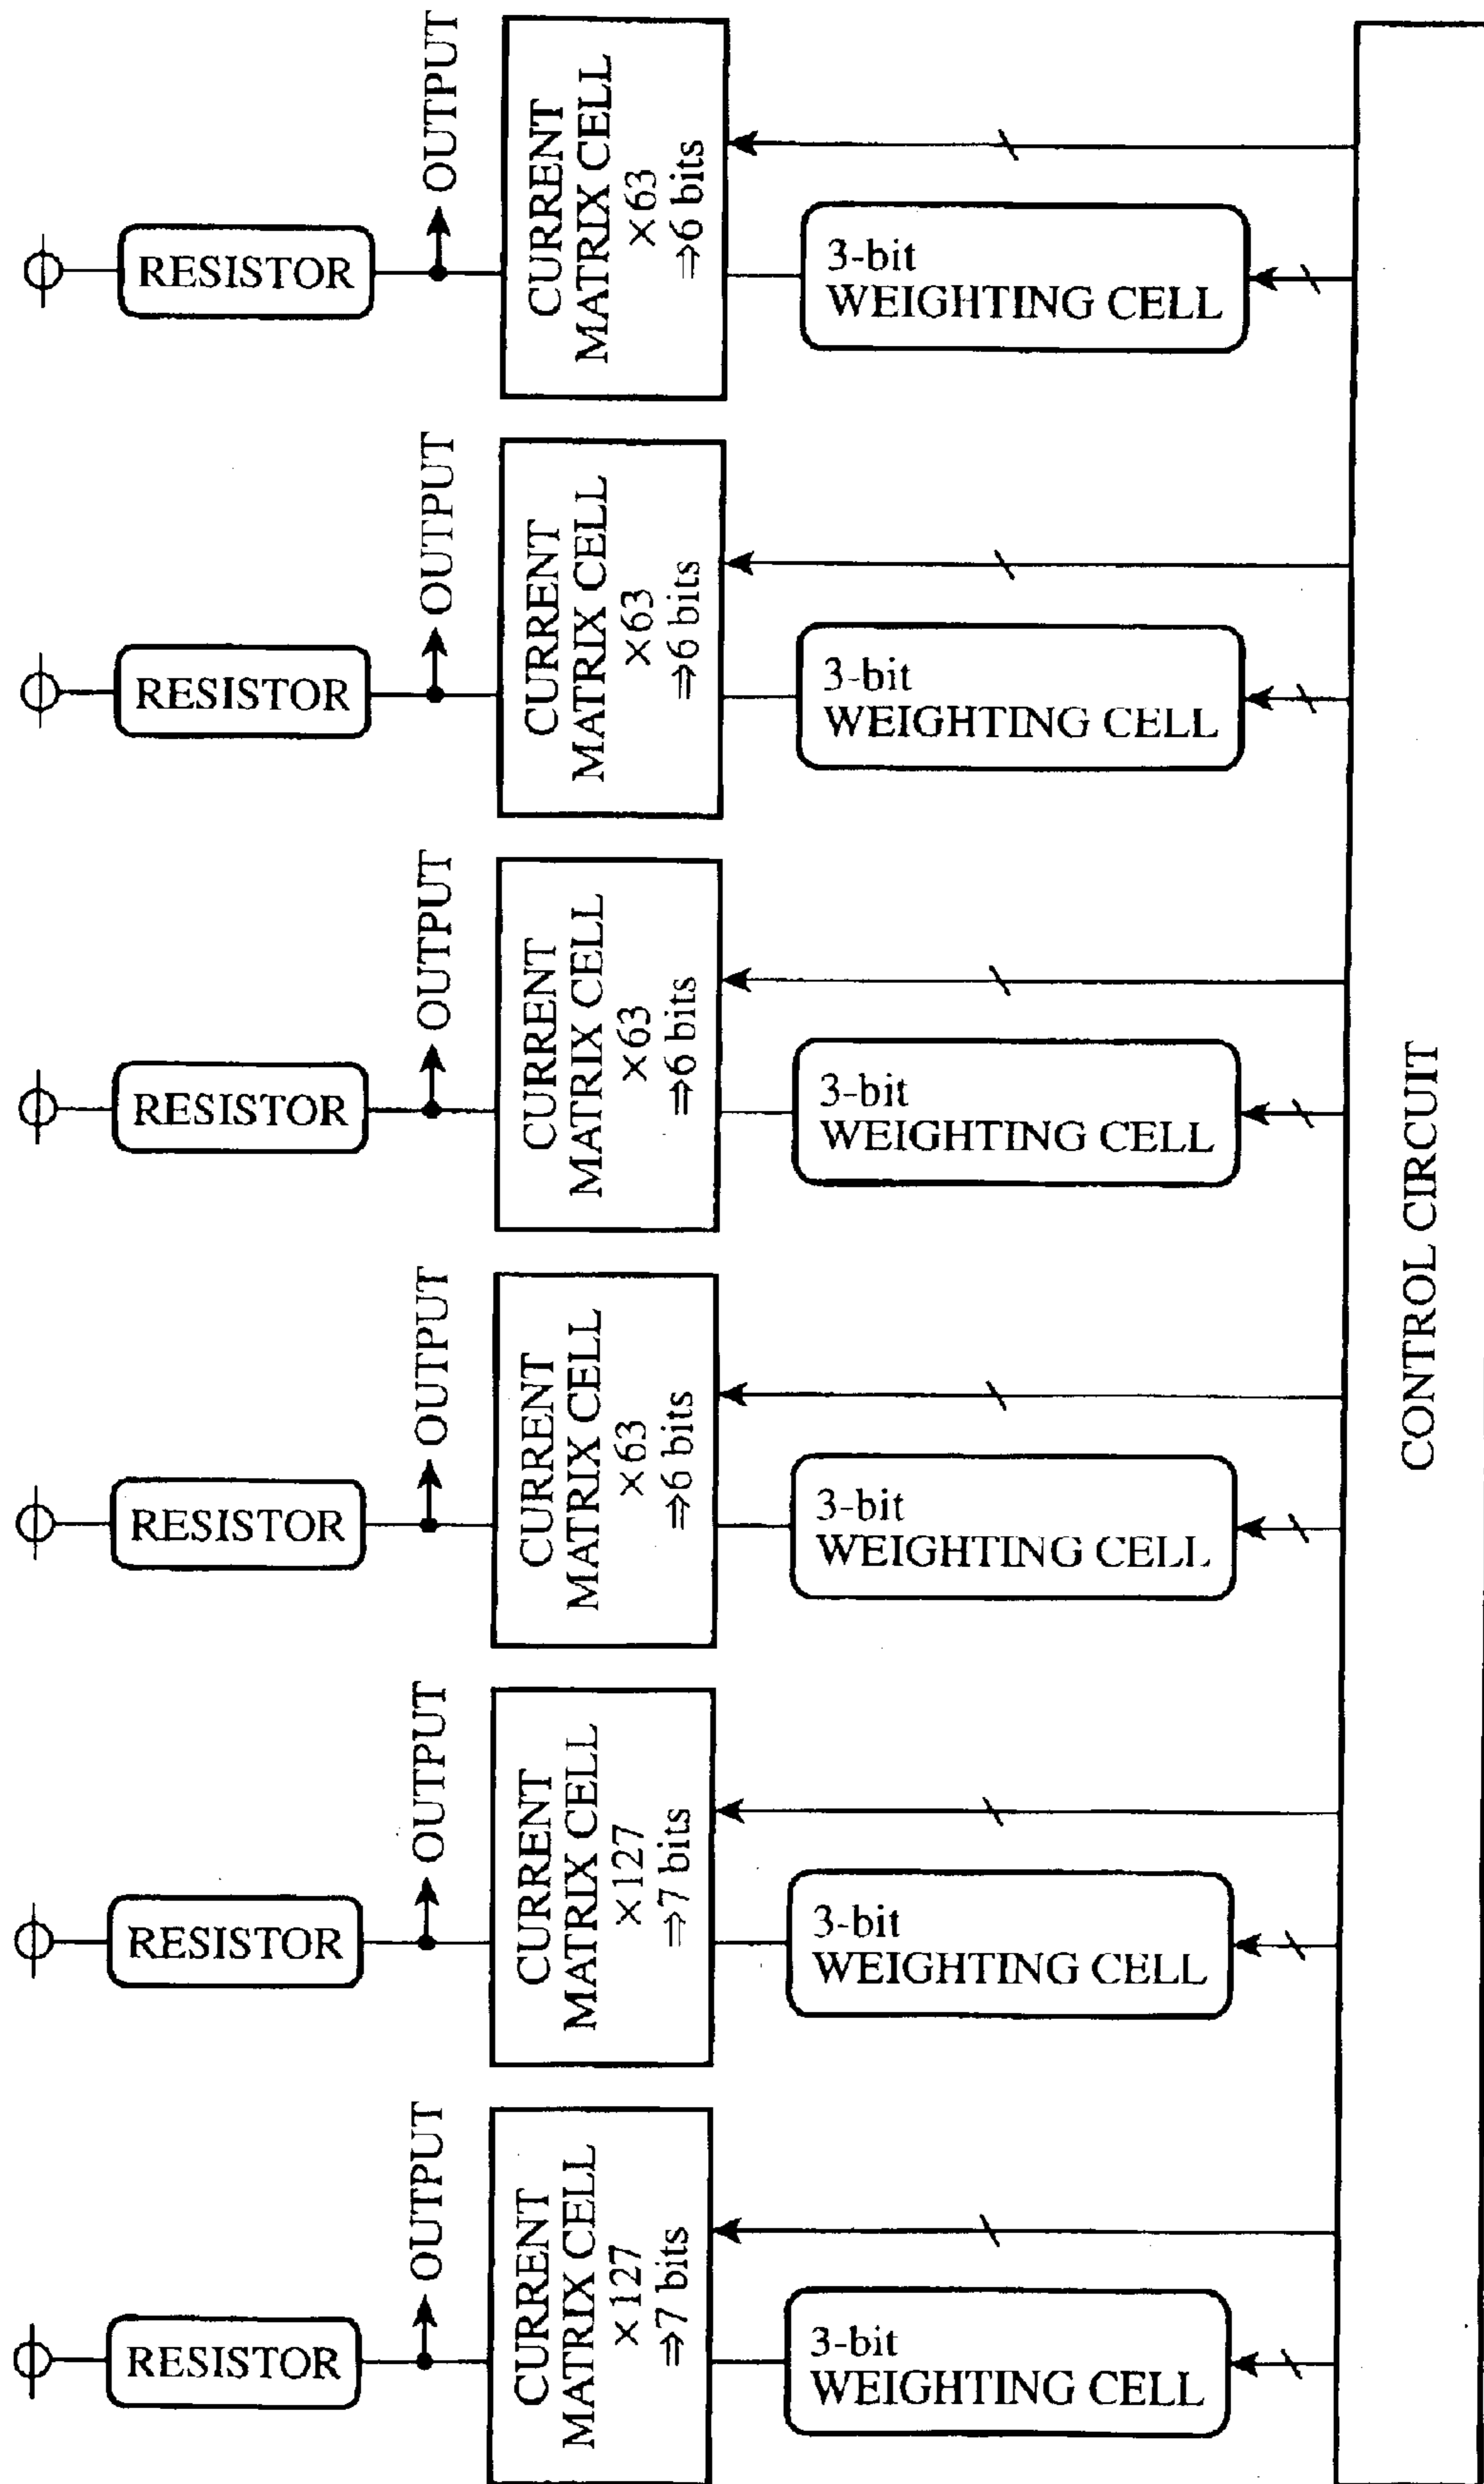 RESISTOR
OUTPUT
CURRENT
MATRIX CELL
×63
⇒6 bits
3-bit
WEIGHTING CELL
RESISTOR
OUTPUT
CURRENT
MATRIX CELL
×63
⇒6 bits
3-bit
WEIGHTING CELL
RESISTOR
OUTPUT
CURRENT
MATRIX CELL
×63
⇒6 bits
3-bit
WEIGHTING CELL
RESISTOR
OUTPUT
CURRENT
MATRIX CELL
×63
⇒6 bits
3-bit
WEIGHTING CELL
RESISTOR
OUTPUT
CURRENT
MATRIX CELL
×127
⇒7 bits
3-bit
WEIGHTING CELL
RESISTOR
OUTPUT
CURRENT
MATRIX CELL
×127
⇒7 bits
3-bit
WEIGHTING CELL
CONTROL CIRCUIT